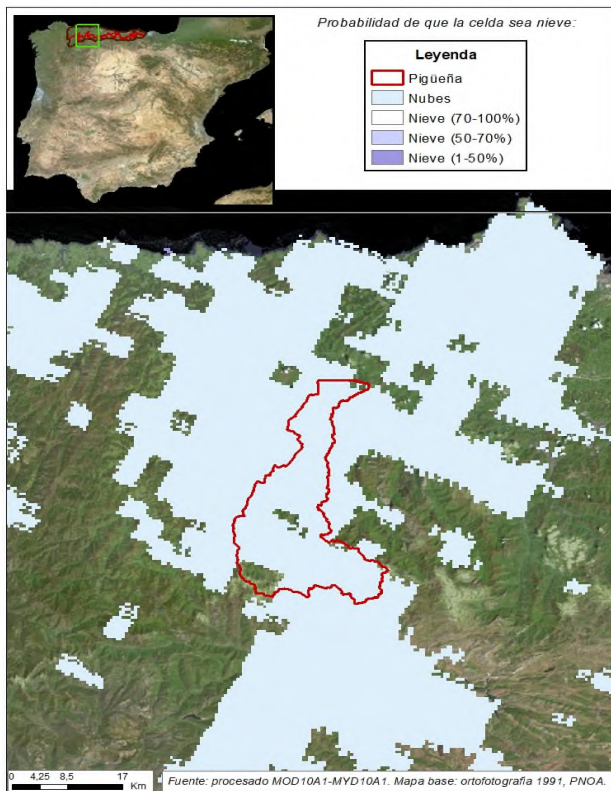 Probabilidad de que la celda sea nieve:
Leyenda
Pigüeña
Nubes
Nieve (70-100%)
Nieve (50-70%)
Nieve (1-50%)
0 4,25 8,5 17
Km
Fuente: procesado MOD10A1-MYD10A1. Mapa base: ortofotografia 1991, PNOA.